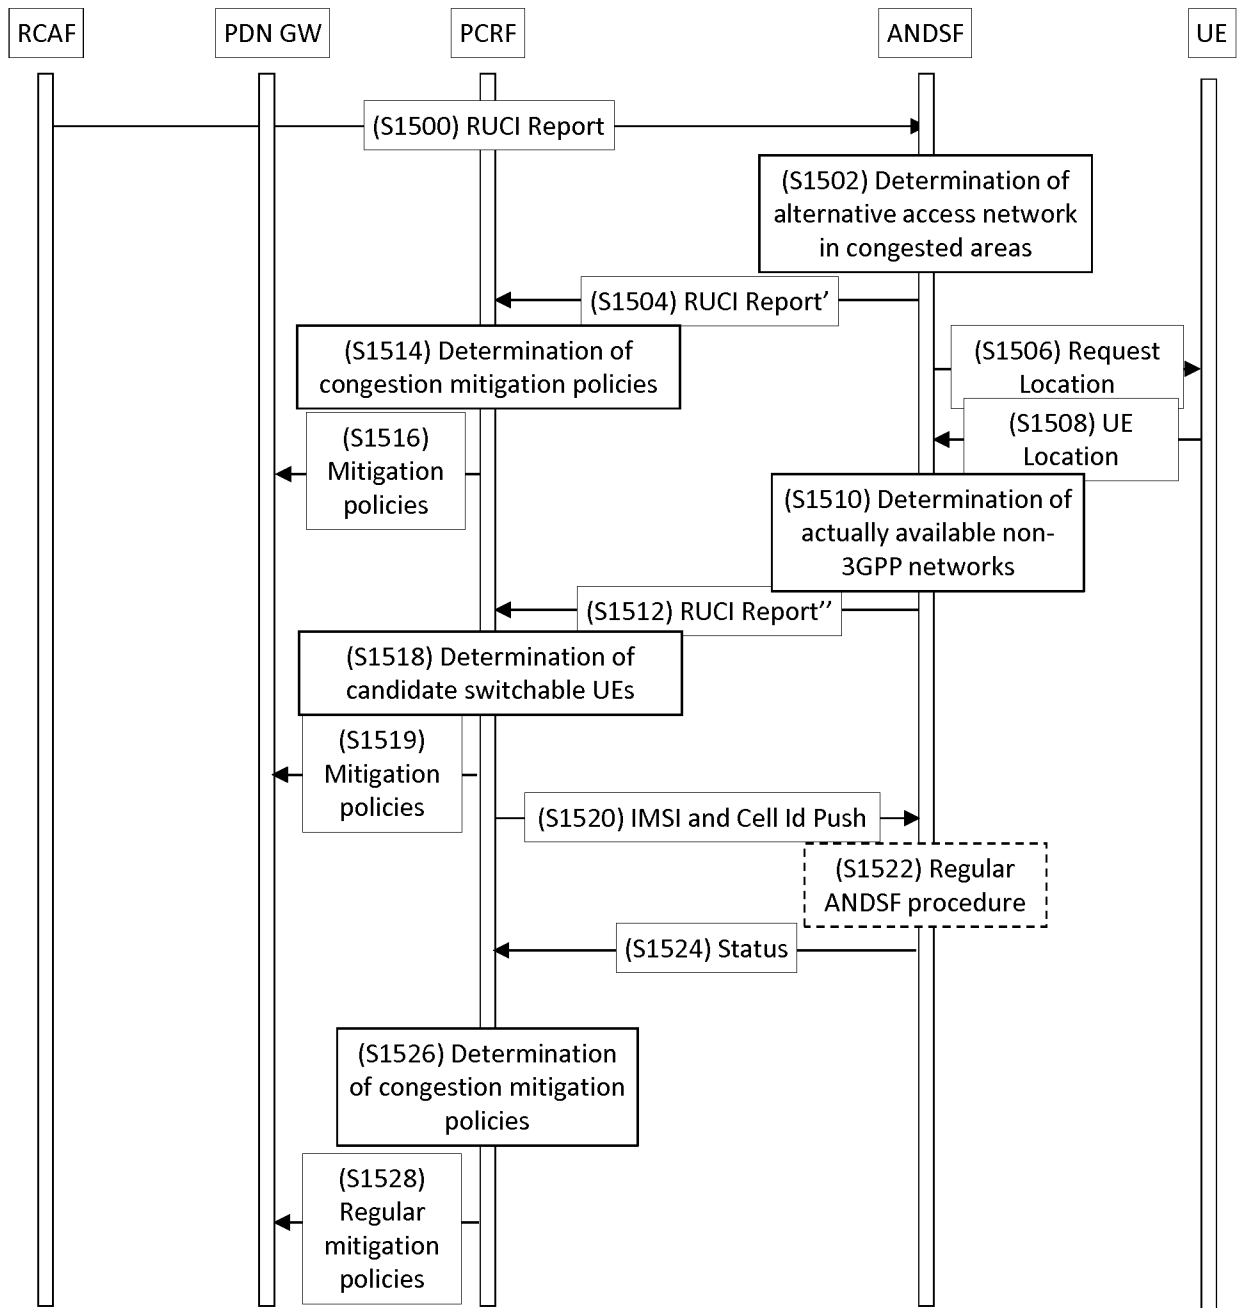 RCAF
PDN GW
PCRF
ANDSF
UE
(S1500) RUCI Report
(S1502) Determination of
alternative access network
in congested areas
(S1504) RUCI Report’
(S1514) Determination of
congestion mitigation policies
(S1506) Request
Location
(S1508) UE
Location
(S1516)
Mitigation
policies
(S1510) Determination of
actually available non-
3GPP networks
(S1512) RUCI Report’’
(S1518) Determination of
candidate switchable UEs
(S1519)
Mitigation
policies
(S1520) IMSI and Cell Id Push
(S1522) Regular
ANDSF procedure
(S1524) Status
(S1526) Determination
of congestion mitigation
policies
(S1528)
Regular
mitigation
policies